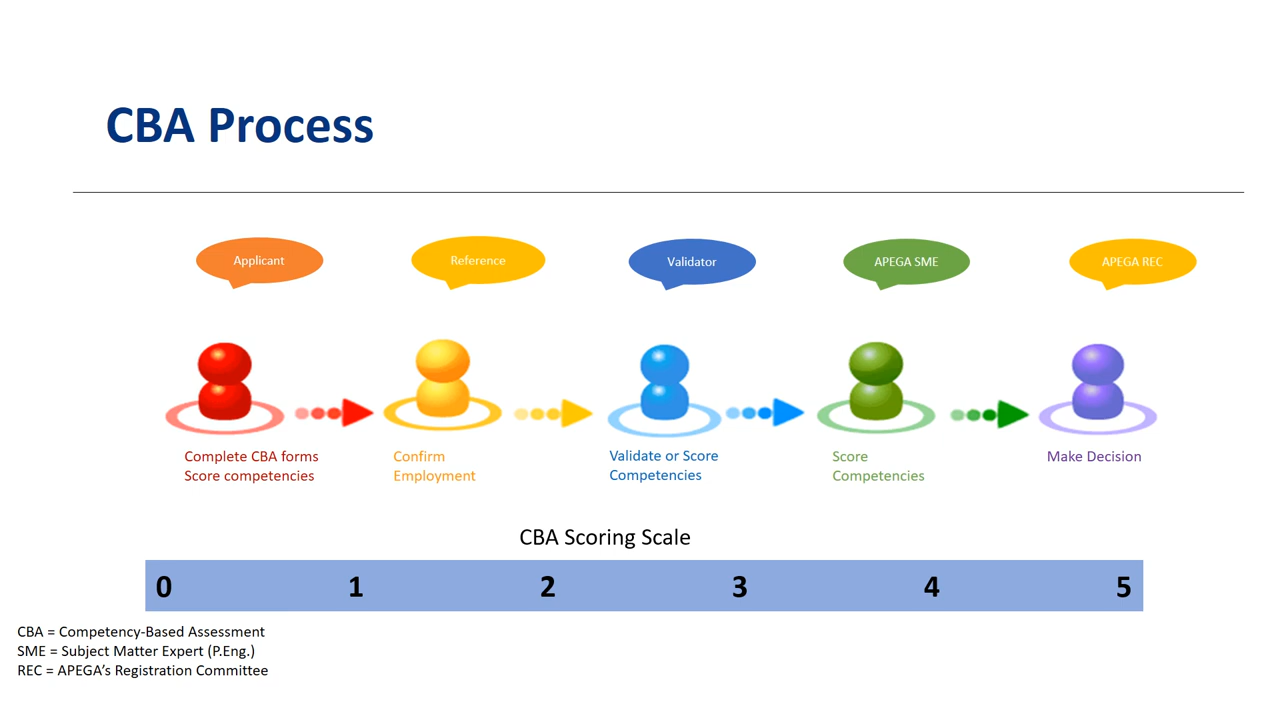 CBA Process
Applicant
Reference
Validator
APEGA SME
APEGA REC
Complete CBA forms
Score competencies
Confirm
Employment
Validate or Score
Competencies
Score
Competencies
Make Decision
CBA Scoring Scale
0 1 2 3 4 5
CBA = Competency-Based Assessment
SME = Subject Matter Expert (P.Eng.)
REC = APEGA’s Registration Committee